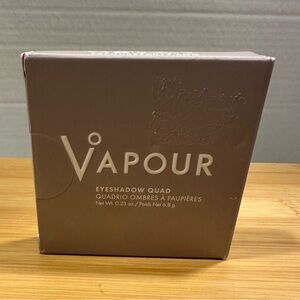 VAPOUR
EYESHADOW QUAD
QUADRIO OMBRES À PAUPIÈRES
Net Wt. 0.23 oz / Poids Net 6.8 g